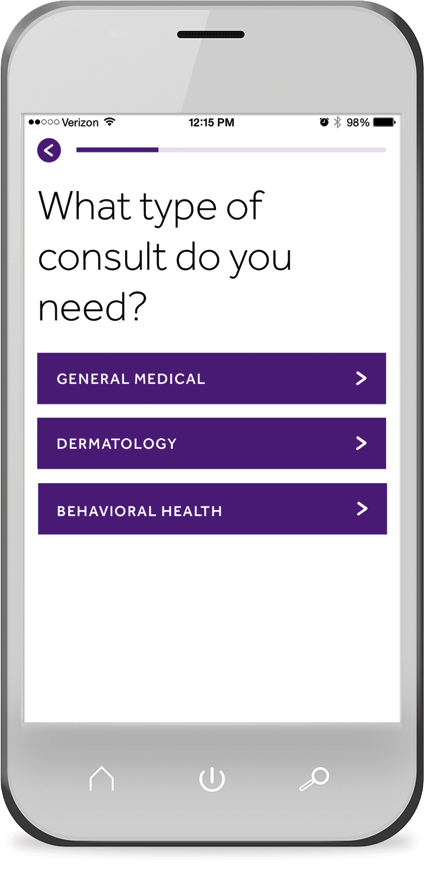 Verizon 12:15 PM 98%
What type of
consult do you
need?
GENERAL MEDICAL
DERMATOLOGY
BEHAVIORAL HEALTH